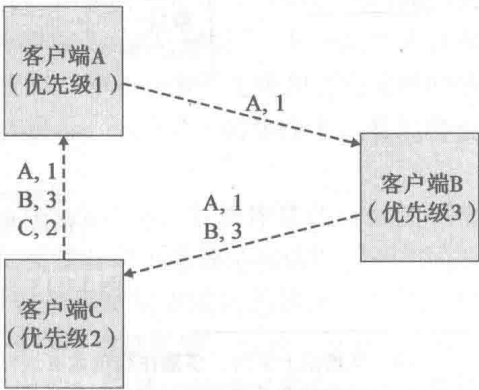 客户端A
(优先级1)
A, 1
客户端B
(优先级3)
A, 1
B, 3
A, 1
B, 3
C, 2
客户端C
(优先级2)